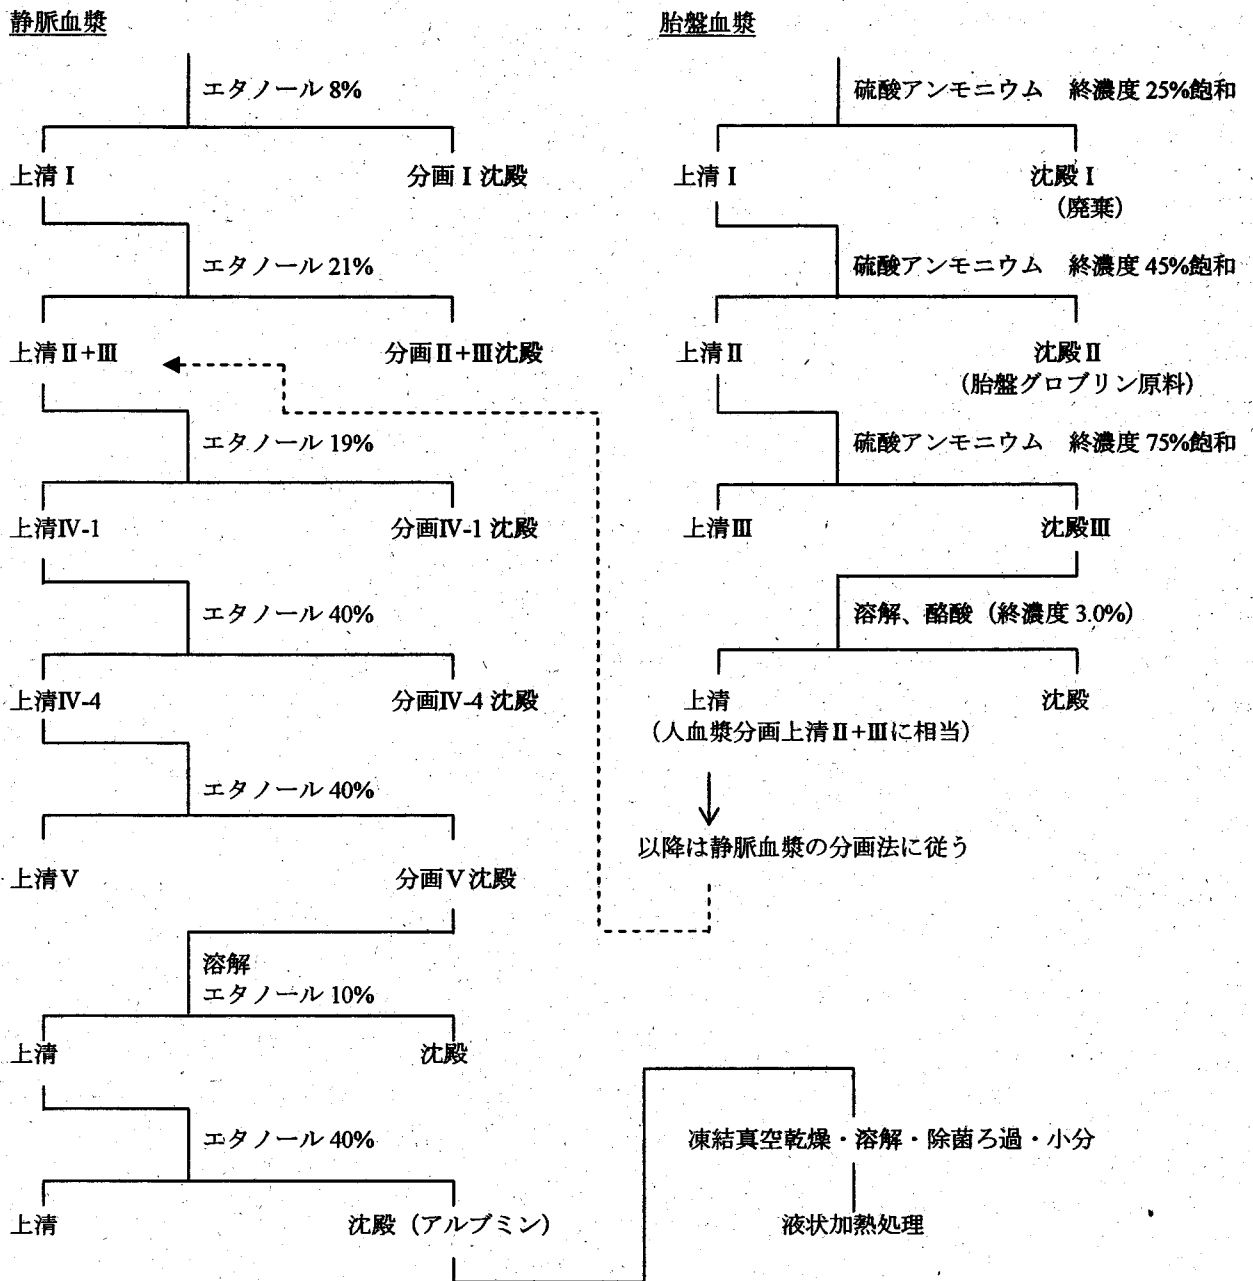 静脈血漿
エタノール 8%
上清 I
分画 I 沈殿
エタノール 21%
上清 II+III
分画 II+III 沈殿
エタノール 19%
上清IV-1
分画IV-1 沈殿
エタノール 40%
上清IV-4
分画IV-4 沈殿
エタノール 40%
上清V
分画V 沈殿
溶解
エタノール 10%
上清
沈殿
エタノール 40%
上清
沈殿（アルブミン）
胎盤血漿
硫酸アンモニウム　終濃度 25%飽和
上清 I
沈殿 I
（廃棄）
硫酸アンモニウム　終濃度 45%飽和
上清 II
沈殿 II
（胎盤グロブリン原料）
硫酸アンモニウム　終濃度 75%飽和
上清III
沈殿III
溶解、酪酸（終濃度 3.0%）
上清
（人血漿分画上清 II+IIIに相当）
沈殿
以降は静脈血漿の分画法に従う
凍結真空乾燥・溶解・除菌ろ過・小分
液状加熱処理